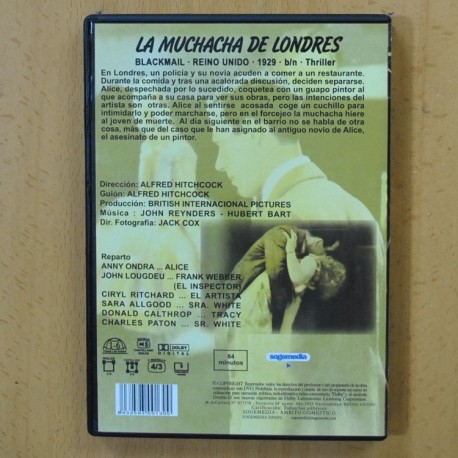 LA MUCHACHA DE LONDRES
BLACKMAIL · REINO UNIDO · 1929 · b/n · Thriller
En Londres, un policia y su novia acuden a comer a un restaurante.
Durante la comida y tras una acalorada discusión, deciden separarse.
Alice, despechada por lo sucedido, coquetea con un guapo pintor al
que acompaña a su casa para ver sus obras, pero las intenciones del
artista son otras. Alice al sentirse acosada coge un cuchillo para
intimidarlo y poder marcharse, pero en el forcejeo la muchacha hiere
al joven de muerte. Al dia siguiente en el barrio no se habla de otra
cosa, más que del caso que le han asignado al antiguo novio de Alice,
el asesinato de un pintor.
Dirección: ALFRED HITCHCOCK
Guión: ALFRED HITCHCOCK
Producción: BRITISH INTERNACIONAL PICTURES
Música : JOHN REYNDERS - HUBERT BART
Dir. Fotografía: JACK COX
Reparto
ANNY ONDRA ... ALICE
JOHN LOUGDEU ... FRANK WEBBER
(EL INSPECTOR)
CIRYL RITCHARD ... EL ARTISTA
SARA ALLGOOD ... SRA. WHITE
DONALD CALTHROP ... TRACY
CHARLES PATON ... SR. WHITE
DOLBY
DIGITAL
4/3
84
minutos
sogemedia